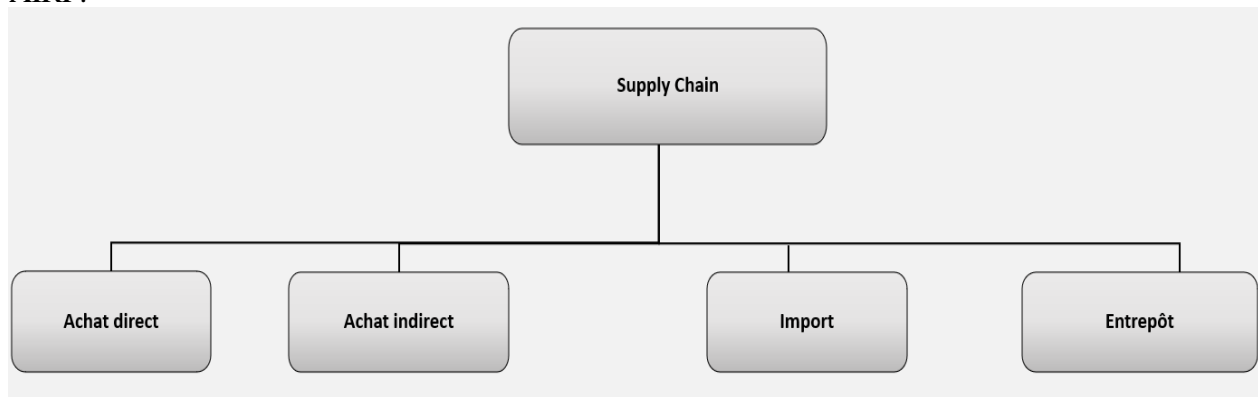 Supply Chain
Achat direct
Achat indirect
Import
Entrepôt